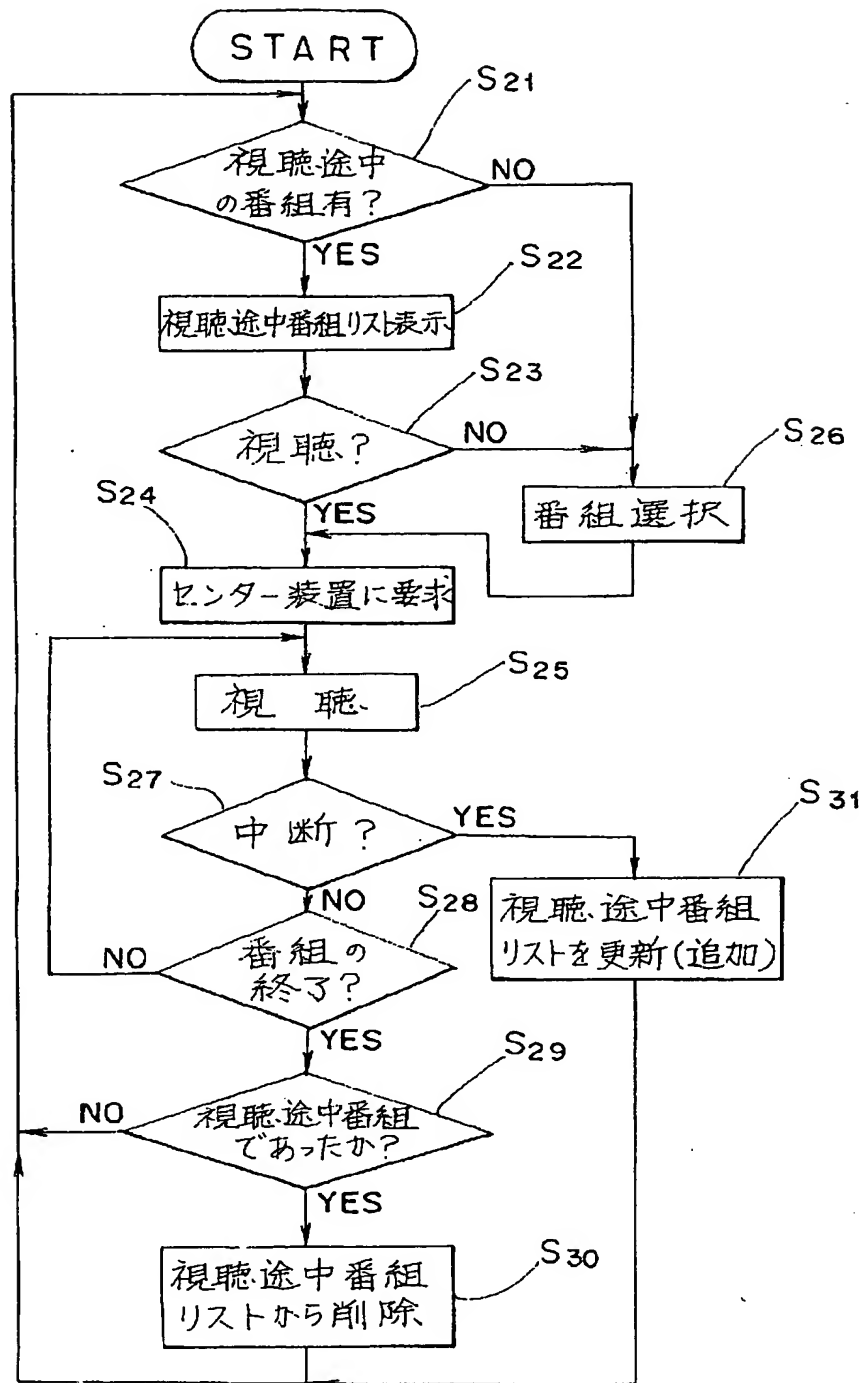 START
S21
視聴途中
の番組有?
NO
YES
S22
視聴途中番組リスト表示
S23
視聴?
NO
S26
番組選択
S24
YES
センター装置に要求
S25
視聴
S27
中断?
YES
S31
視聴途中番組
リストを更新(追加)
NO
S28
番組の
終了?
NO
YES
S29
視聴途中番組
であったか?
NO
YES
S30
視聴途中番組
リストから削除